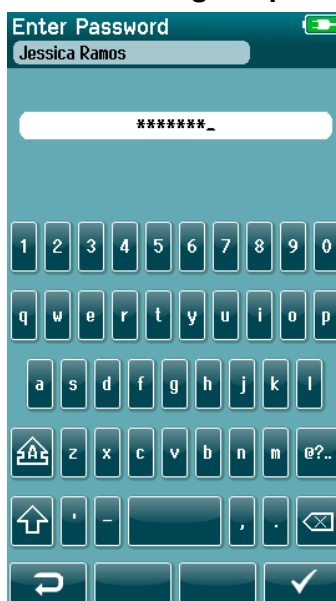 Enter Password
Jessica Ramos
*******_
1 2 3 4 5 6 7 8 9 0
q w e r t y u i o p
a s d f g h j k l
A z x c v b n m @?..
' - , .